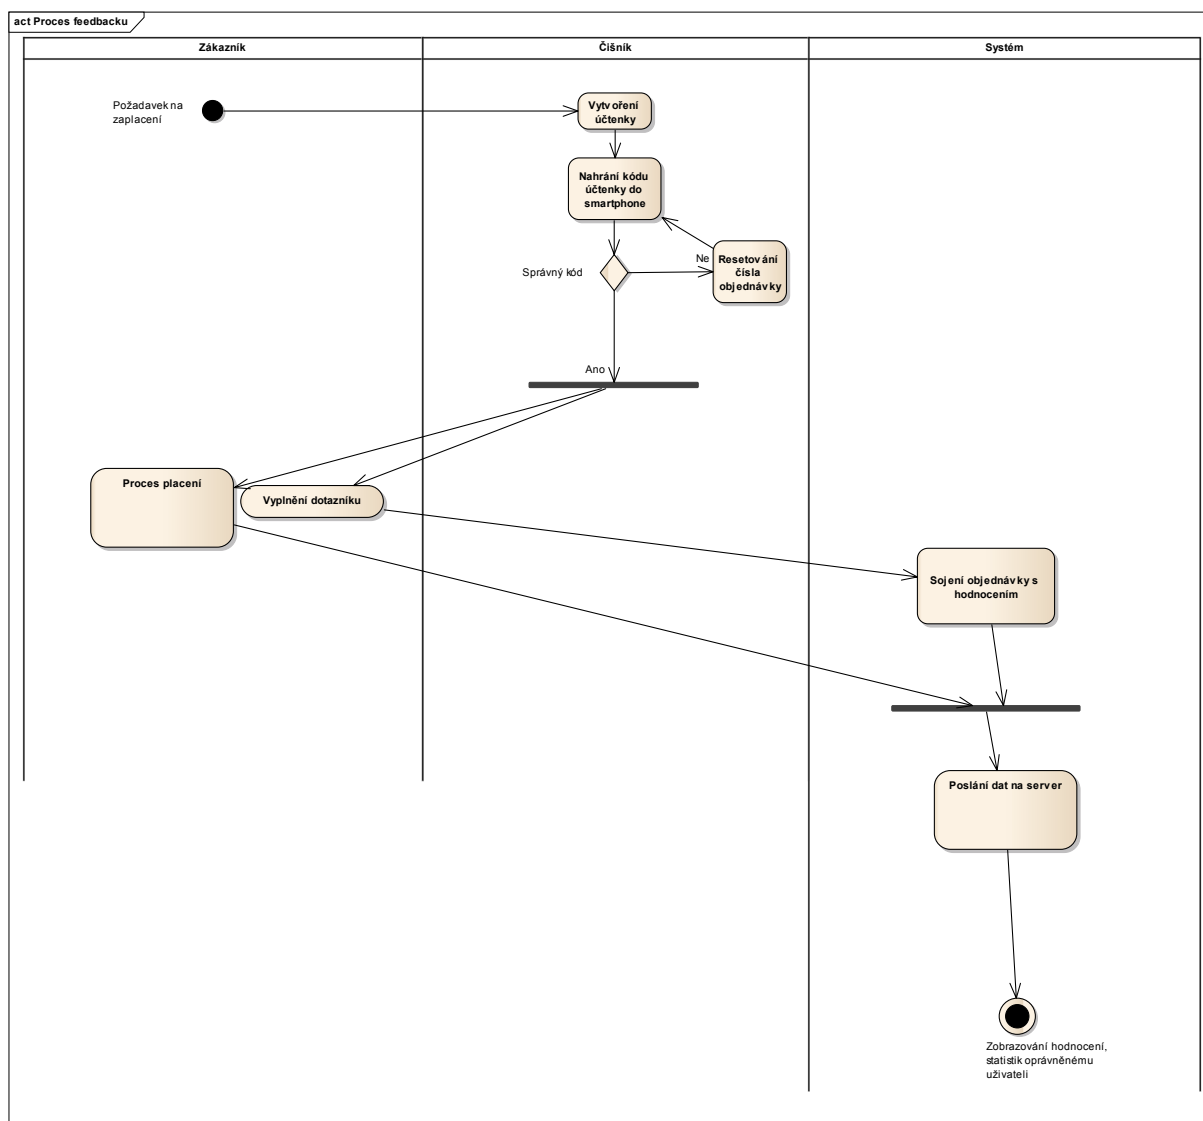 act Proces feedbacku
Zákazník
Čišník
Systém
Požadavek na
zaplacení
Vytvoření
účtenky
Nahrání kódu
účtenky do
smartphone
Správný kód
Ne
Resetování
čísla
objednávky
Ano
Proces placení
Vyplnění dotazníku
Sojení objednávky s
hodnocením
Poslání dat na server
Zobrazování hodnocení,
statistik oprávněnému
uživateli